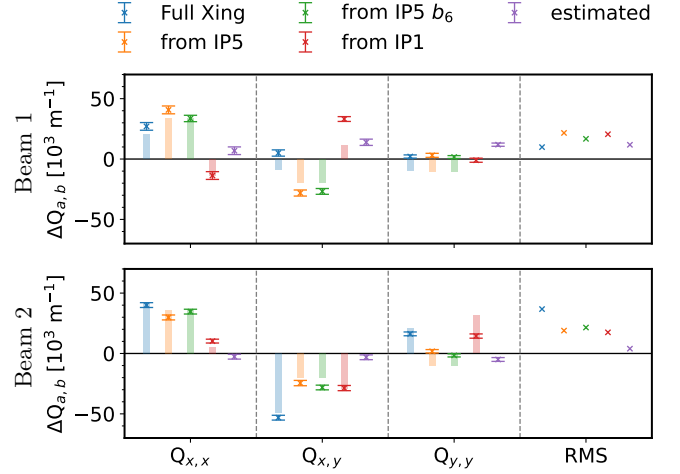 Full Xing from IP5 b₆ estimated
from IP5 from IP1
Beam 1
ΔQₐ,b [10³ m⁻¹]
50
0
−50
Beam 2
ΔQₐ,b [10³ m⁻¹]
50
0
−50
Qx,x Qx,y Qy,y RMS